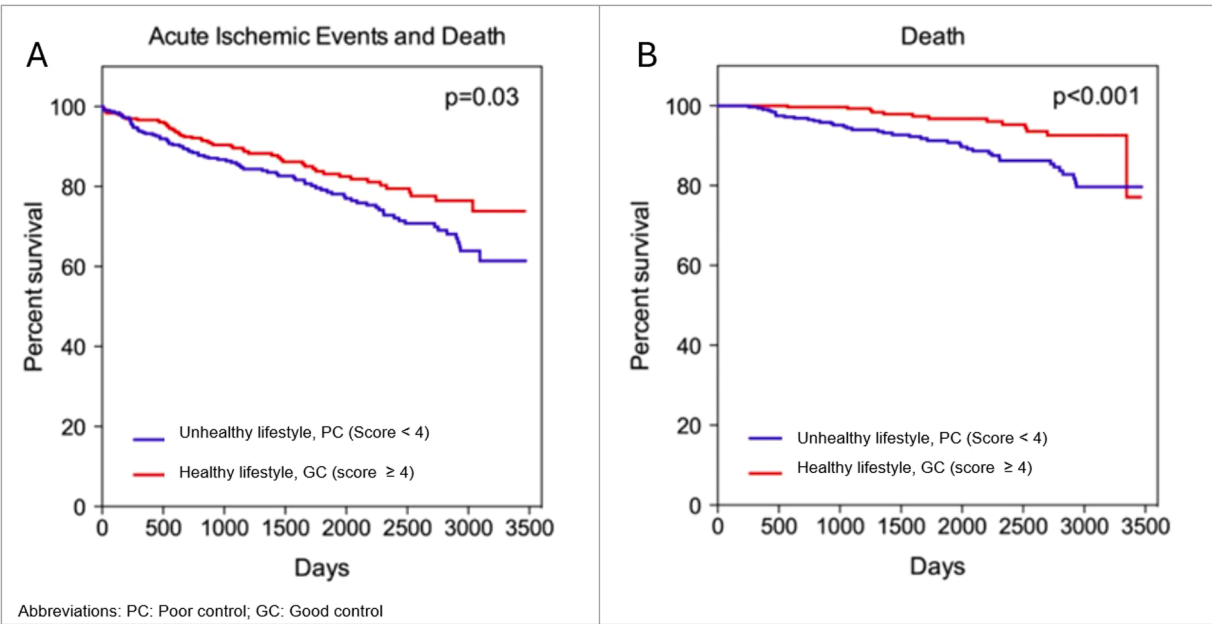 A
Acute Ischemic Events and Death
p=0.03
Percent survival
100
80
60
40
20
0
Unhealthy lifestyle, PC (Score < 4)
Healthy lifestyle, GC (score ≥ 4)
0 500 1000 1500 2000 2500 3000 3500
Days
Abbreviations: PC: Poor control; GC: Good control
B
Death
p<0.001
Percent survival
100
80
60
40
20
0
Unhealthy lifestyle, PC (Score < 4)
Healthy lifestyle, GC (score ≥ 4)
0 500 1000 1500 2000 2500 3000 3500
Days